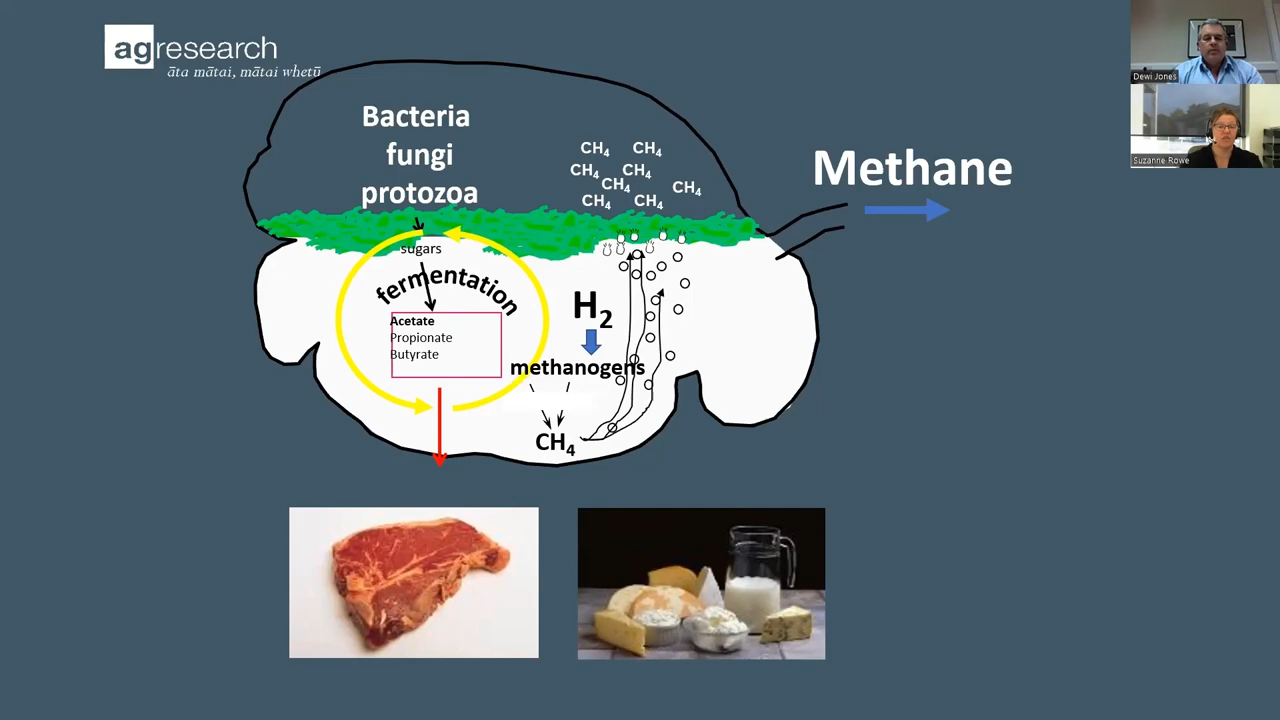 agresearch
āta mātai, mātai whetū
Bacteria
fungi
protozoa
CH₄ CH₄
CH₄ CH₄
CH₄ CH₄
CH₄ CH₄
Methane
sugars
fermentation
Acetate
Propionate
Butyrate
H₂
methanogens
CH₄
Dewi Jones
Suzanne Rowe